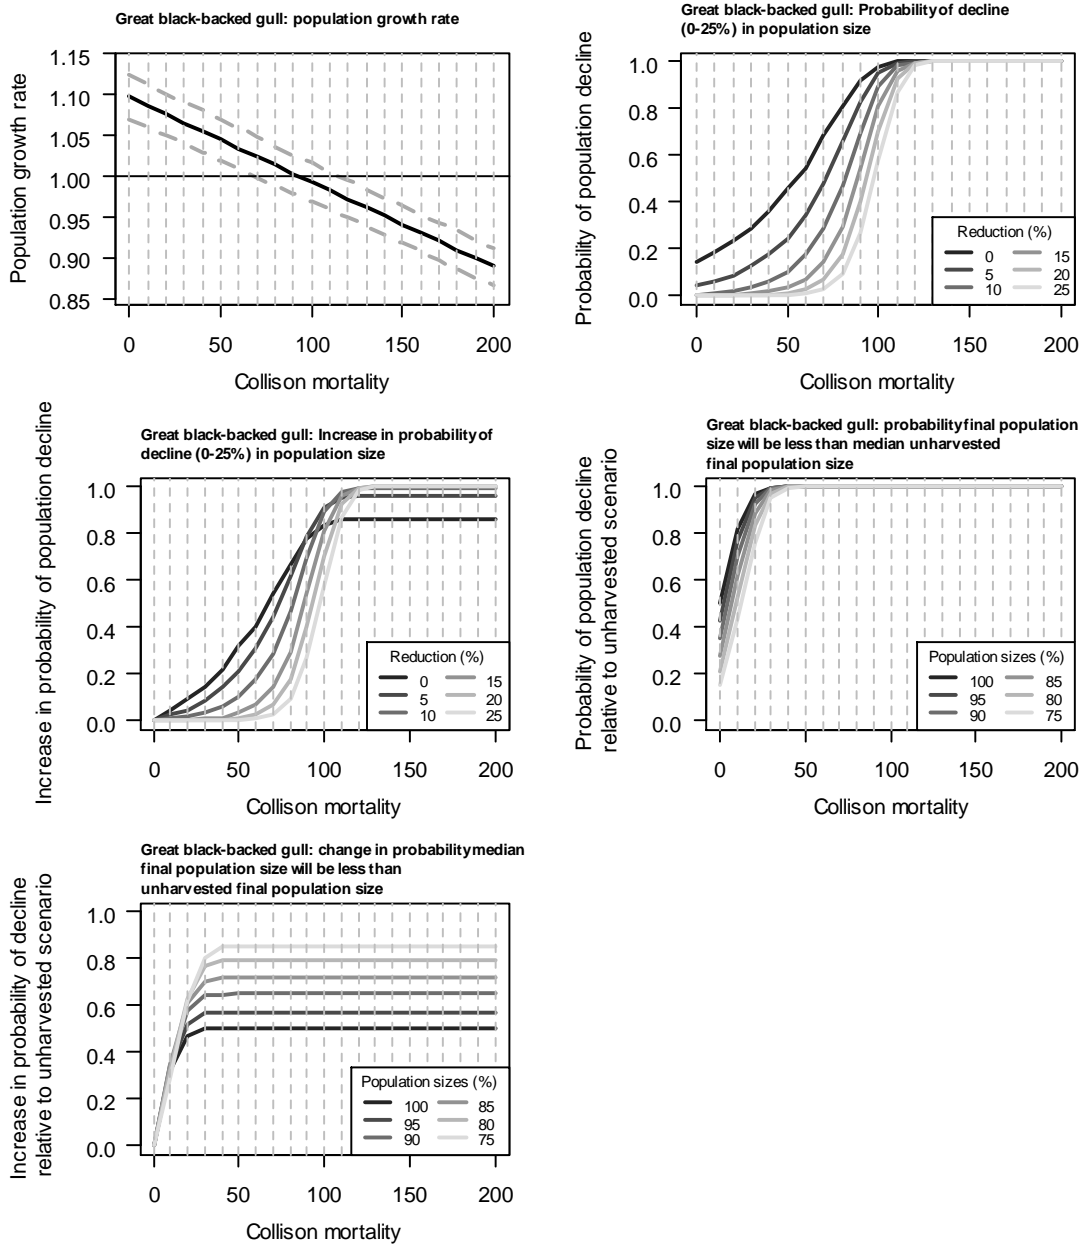 Great black-backed gull: population growth rate
Population growth rate
1.15
1.10
1.05
1.00
0.95
0.90
0.85
0 50 100 150 200
Collison mortality
Great black-backed gull: Probability of decline
(0-25%) in population size
Probability of population decline
1.0
0.8
0.6
0.4
0.2
0.0
Reduction (%)
0 15
5 20
10 25
0 50 100 150 200
Collison mortality
Great black-backed gull: Increase in probability of
decline (0-25%) in population size
Increase in probability of population decline
1.0
0.8
0.6
0.4
0.2
0.0
Reduction (%)
0 15
5 20
10 25
0 50 100 150 200
Collison mortality
Great black-backed gull: probability final population
size will be less than median unharvested
final population size
Probability of population decline
relative to unharvested scenario
1.0
0.8
0.6
0.4
0.2
0.0
Population sizes (%)
100 85
95 80
90 75
0 50 100 150 200
Collison mortality
Great black-backed gull: change in probability median
final population size will be less than
unharvested final population size
Increase in probability of decline
relative to unharvested scenario
1.0
0.8
0.6
0.4
0.2
0.0
Population sizes (%)
100 85
95 80
90 75
0 50 100 150 200
Collison mortality